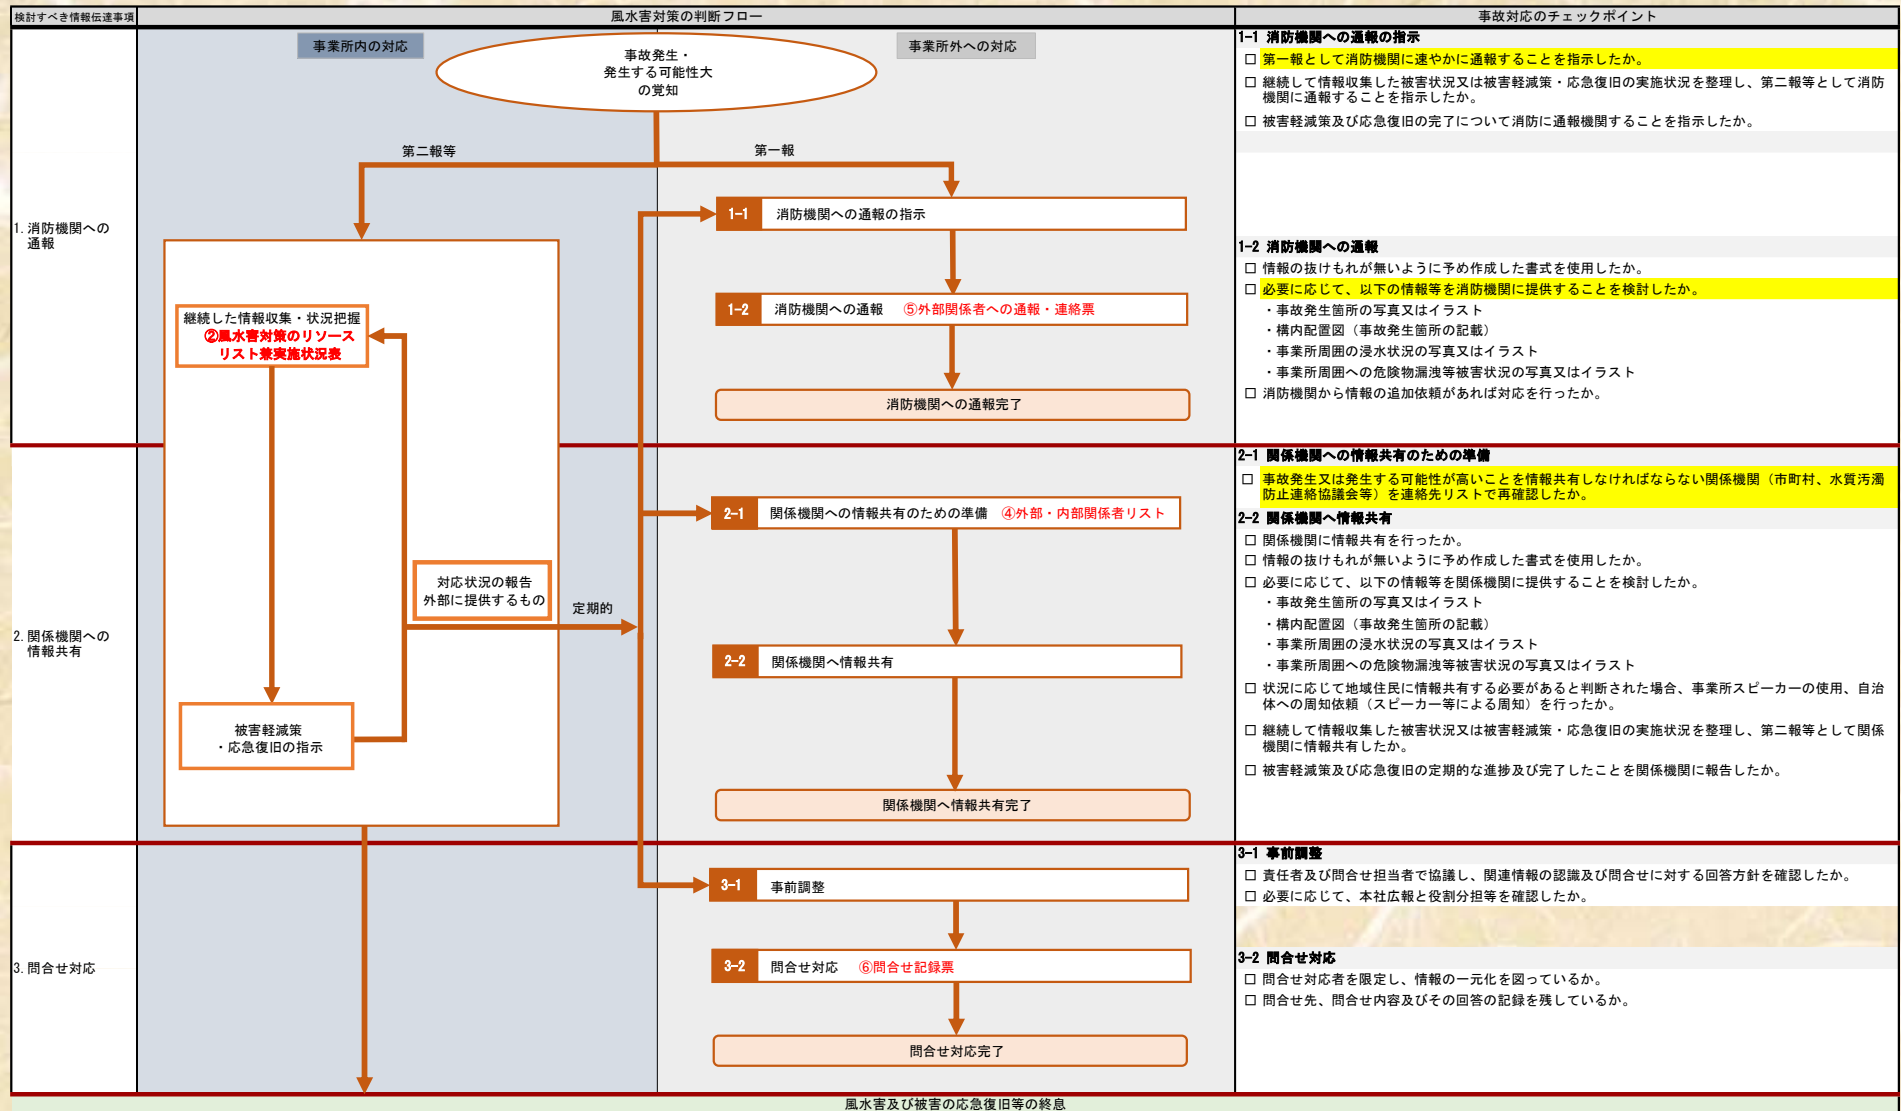 検討すべき情報伝達事項
風水害対策の判断フロー
事故対応のチェックポイント
事業所内の対応
事業所外への対応
事故発生・
発生する可能性大
の覚知
第二報等
第一報
1. 消防機関への
通報
1-1 消防機関への通報の指示
1-2 消防機関への通報 ⑤外部関係者への通報・連絡票
消防機関への通報完了
継続した情報収集・状況把握
②風水害対策のリソース
リスト兼実施状況表
対応状況の報告
外部に提供するもの
定期的
被害軽減策
・応急復旧の指示
2. 関係機関への
情報共有
2-1 関係機関への情報共有のための準備 ④外部・内部関係者リスト
2-2 関係機関へ情報共有
関係機関へ情報共有完了
3. 問合せ対応
3-1 事前調整
3-2 問合せ対応 ⑥問合せ記録票
問合せ対応完了
1-1 消防機関への通報の指示
□ 第一報として消防機関に速やかに通報することを指示したか。
□ 継続して情報収集した被害状況又は被害軽減策・応急復旧の実施状況を整理し、第二報等として消防
機関に通報することを指示したか。
□ 被害軽減策及び応急復旧の完了について消防に通報機関することを指示したか。
1-2 消防機関への通報
□ 情報の抜けもれが無いように予め作成した書式を使用したか。
□ 必要に応じて、以下の情報等を消防機関に提供することを検討したか。
・事故発生箇所の写真又はイラスト
・構内配置図（事故発生箇所の記載）
・事業所周囲の浸水状況の写真又はイラスト
・事業所周囲への危険物漏洩等被害状況の写真又はイラスト
□ 消防機関から情報の追加依頼があれば対応を行ったか。
2-1 関係機関への情報共有のための準備
□ 事故発生又は発生する可能性が高いことを情報共有しなければならない関係機関（市町村、水質汚濁
防止連絡協議会等）を連絡先リストで再確認したか。
2-2 関係機関へ情報共有
□ 関係機関に情報共有を行ったか。
□ 情報の抜けもれが無いように予め作成した書式を使用したか。
□ 必要に応じて、以下の情報等を関係機関に提供することを検討したか。
・事故発生箇所の写真又はイラスト
・構内配置図（事故発生箇所の記載）
・事業所周囲の浸水状況の写真又はイラスト
・事業所周囲への危険物漏洩等被害状況の写真又はイラスト
□ 状況に応じて地域住民に情報共有する必要があると判断された場合、事業所スピーカーの使用、自治
体への周知依頼（スピーカー等による周知）を行ったか。
□ 継続して情報収集した被害状況又は被害軽減策・応急復旧の実施状況を整理し、第二報等として関係
機関に情報共有したか。
□ 被害軽減策及び応急復旧の定期的な進捗及び完了したことを関係機関に報告したか。
3-1 事前調整
□ 責任者及び問合せ担当者で協議し、関連情報の認識及び問合せに対する回答方針を確認したか。
□ 必要に応じて、本社広報と役割分担等を確認したか。
3-2 問合せ対応
□ 問合せ対応者を限定し、情報の一元化を図っているか。
□ 問合せ先、問合せ内容及びその回答の記録を残しているか。
風水害及び被害の応急復旧等の終息